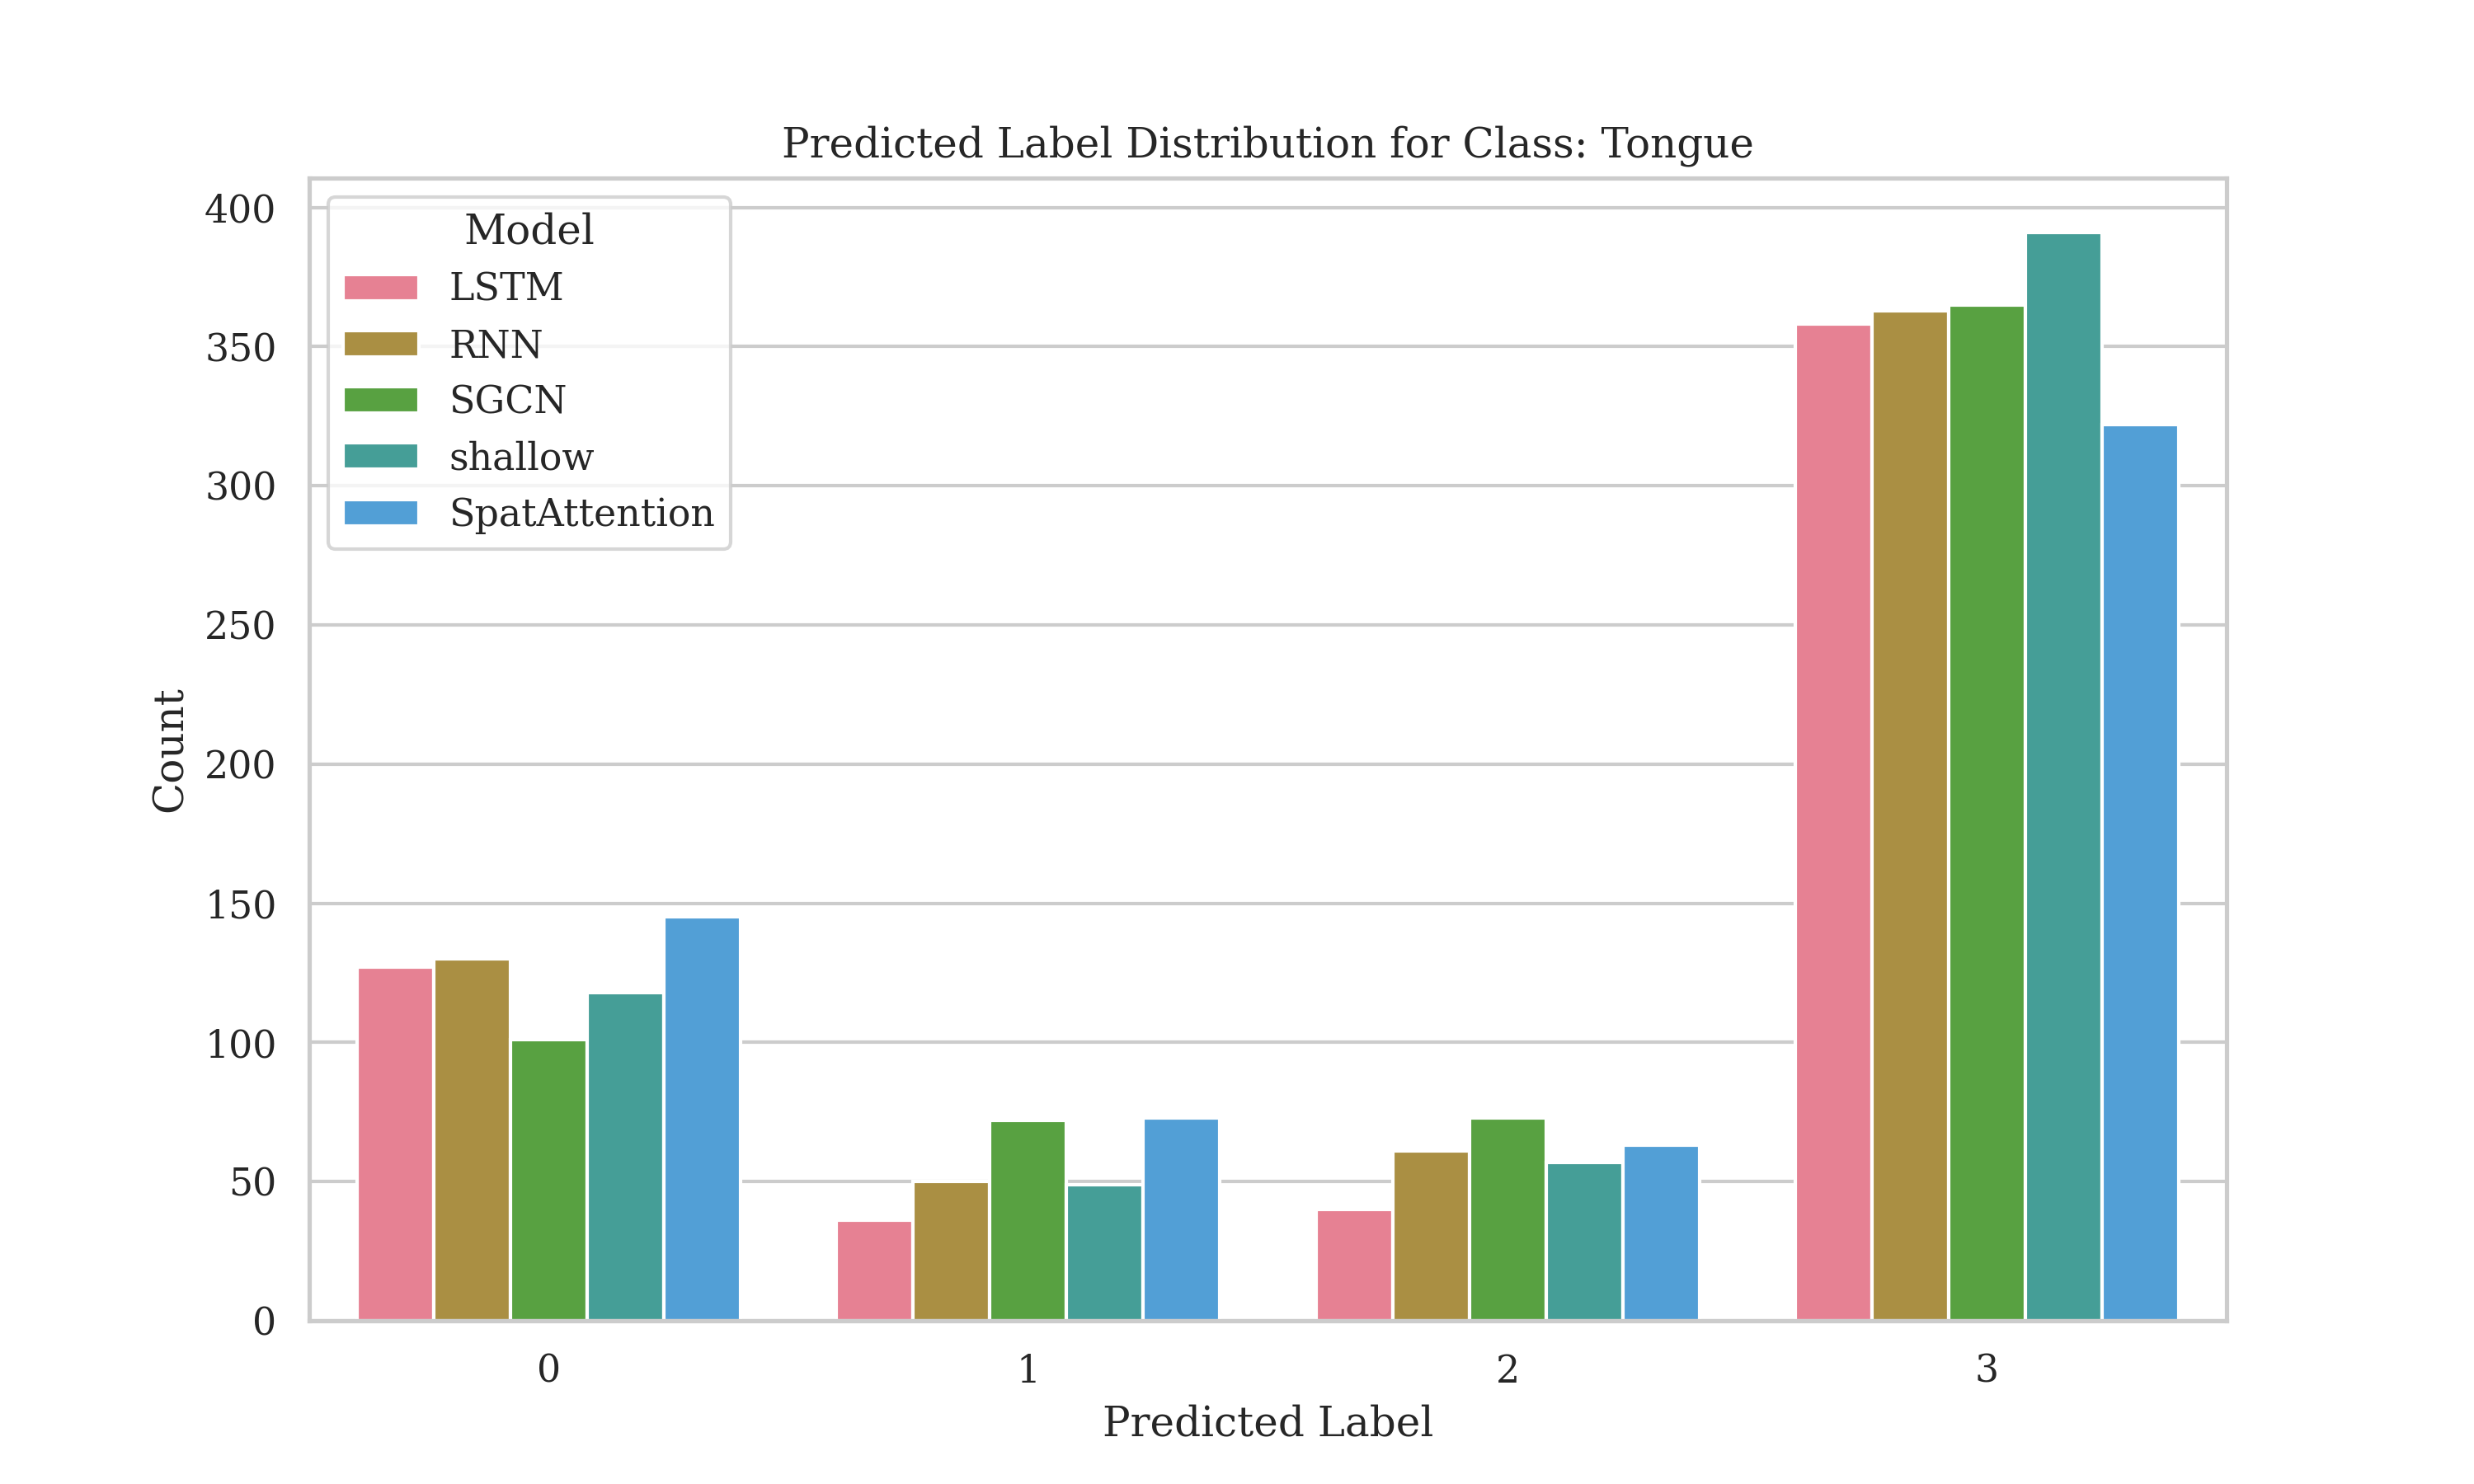 Predicted Label Distribution for Class: Tongue
400
350
300
250
200
150
100
50
0
Count
Model
LSTM
RNN
SGCN
shallow
SpatAttention
0 1 2 3
Predicted Label